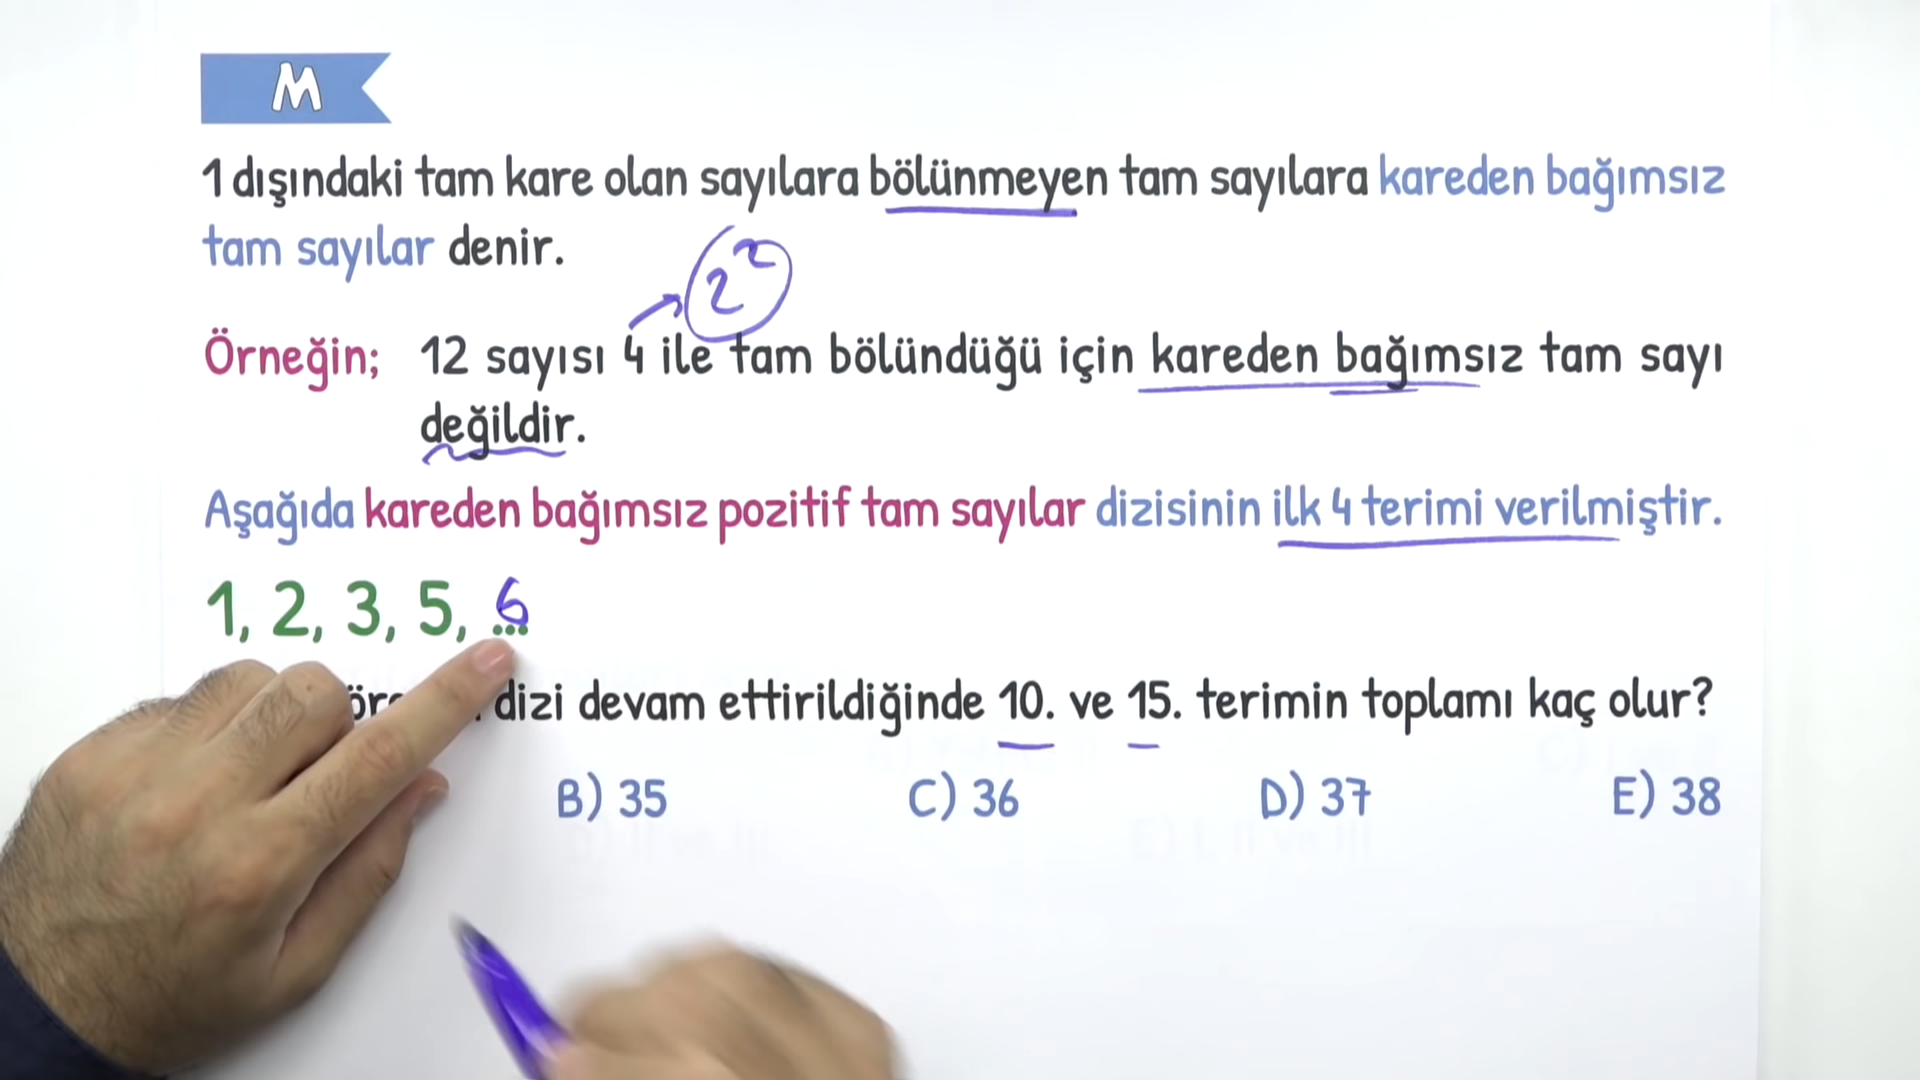 M
1 dışındaki tam kare olan sayılara bölünmeyen tam sayılara kareden bağımsız
tam sayılar denir.
2²
Örneğin; 12 sayısı 4 ile tam bölündüğü için kareden bağımsız tam sayı
değildir.
Aşağıda kareden bağımsız pozitif tam sayılar dizisinin ilk 4 terimi verilmiştir.
1, 2, 3, 5, ... 6
dizi devam ettirildiğinde 10. ve 15. terimin toplamı kaç olur?
B) 35 C) 36 D) 37 E) 38